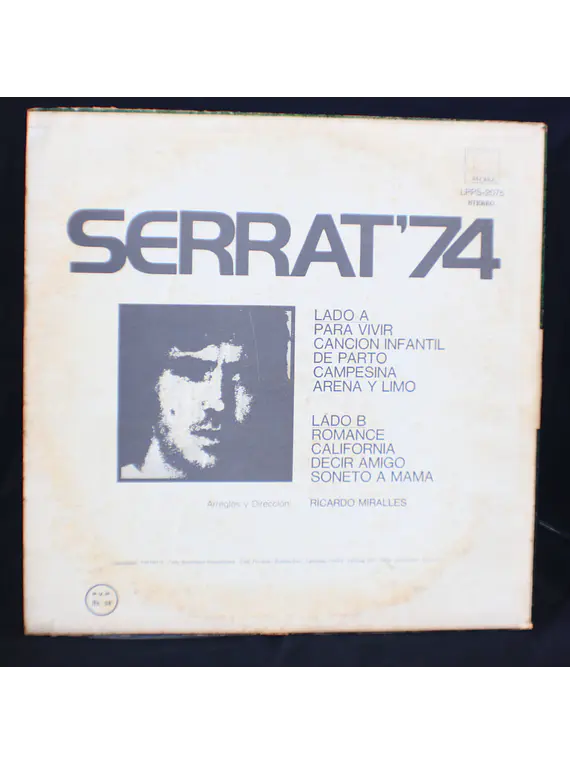 LPPS-2075
STEREO
SERRAT'74
LADO A
PARA VIVIR
CANCION INFANTIL
DE PARTO
CAMPESINA
ARENA Y LIMO
LADO B
ROMANCE
CALIFORNIA
DECIR AMIGO
SONETO A MAMA
Arreglos y Dirección: RICARDO MIRALLES